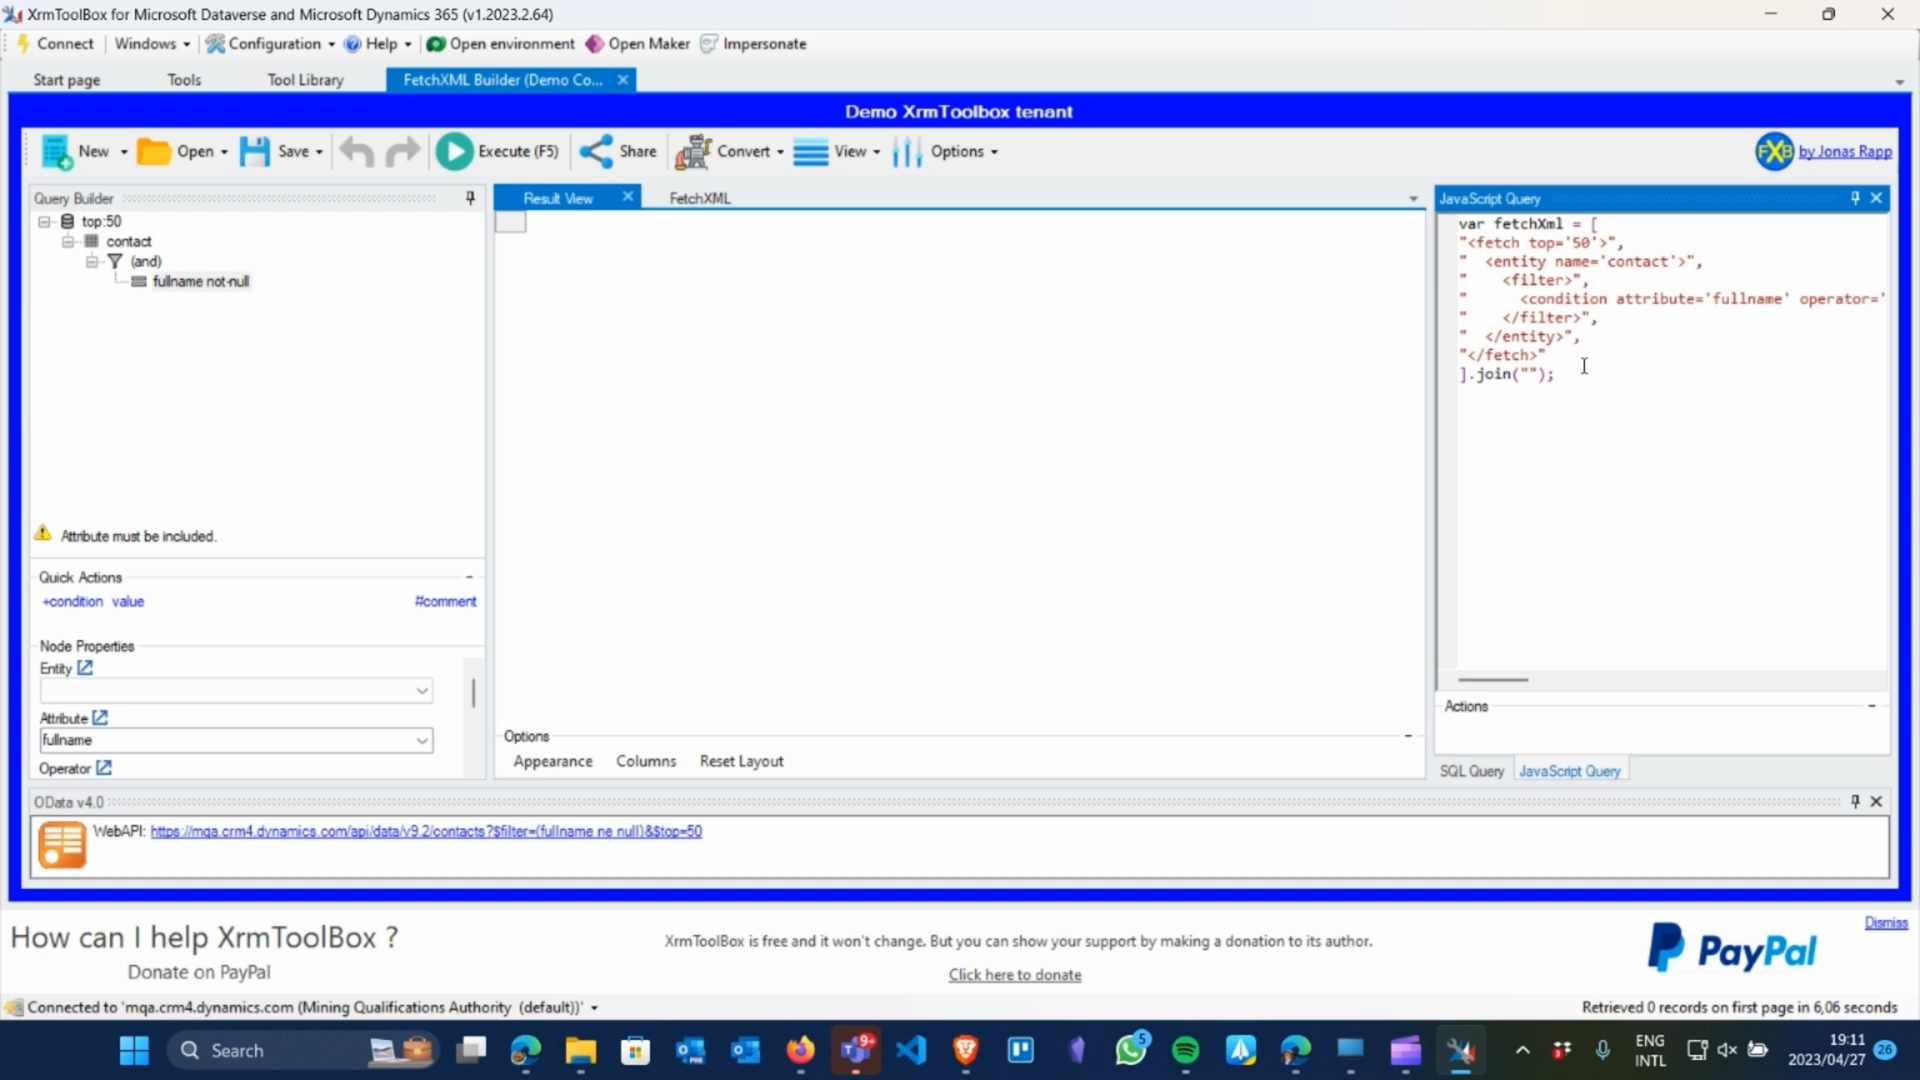 XrmToolBox for Microsoft Dataverse and Microsoft Dynamics 365 (v1.2023.2.64)
Connect Windows Configuration Help Open environment Open Maker Impersonate
Start page Tools Tool Library FetchXML Builder (Demo Co...
Demo XrmToolbox tenant
New Open Save Execute (F5) Share Convert View Options FXB by Jonas Rapp
Query Builder
top:50
contact
(and)
fullname not-null
Attribute must be included.
Quick Actions
+condition value #comment
Node Properties
Entity
Attribute
fullname
Operator
Result View FetchXML
Options
Appearance Columns Reset Layout
JavaScript Query
var fetchXml = [
"<fetch top='50'>",
"  <entity name='contact'>",
"    <filter>",
"      <condition attribute='fullname' operator='
"    </filter>",
"  </entity>",
"</fetch>"
].join("");
Actions
SQL Query JavaScript Query
OData v4.0
WebAPI: https://mqa.crm4.dynamics.com/api/data/v9.2/contacts?$filter=(fullname ne null)&$top=50
How can I help XrmToolBox ?
Donate on PayPal
XrmToolBox is free and it won't change. But you can show your support by making a donation to its author.
Click here to donate
PayPal
Dismiss
Connected to 'mqa.crm4.dynamics.com (Mining Qualifications Authority (default))'
Retrieved 0 records on first page in 6,06 seconds
Search
9+
5
ENG
INTL
19:11
2023/04/27
26